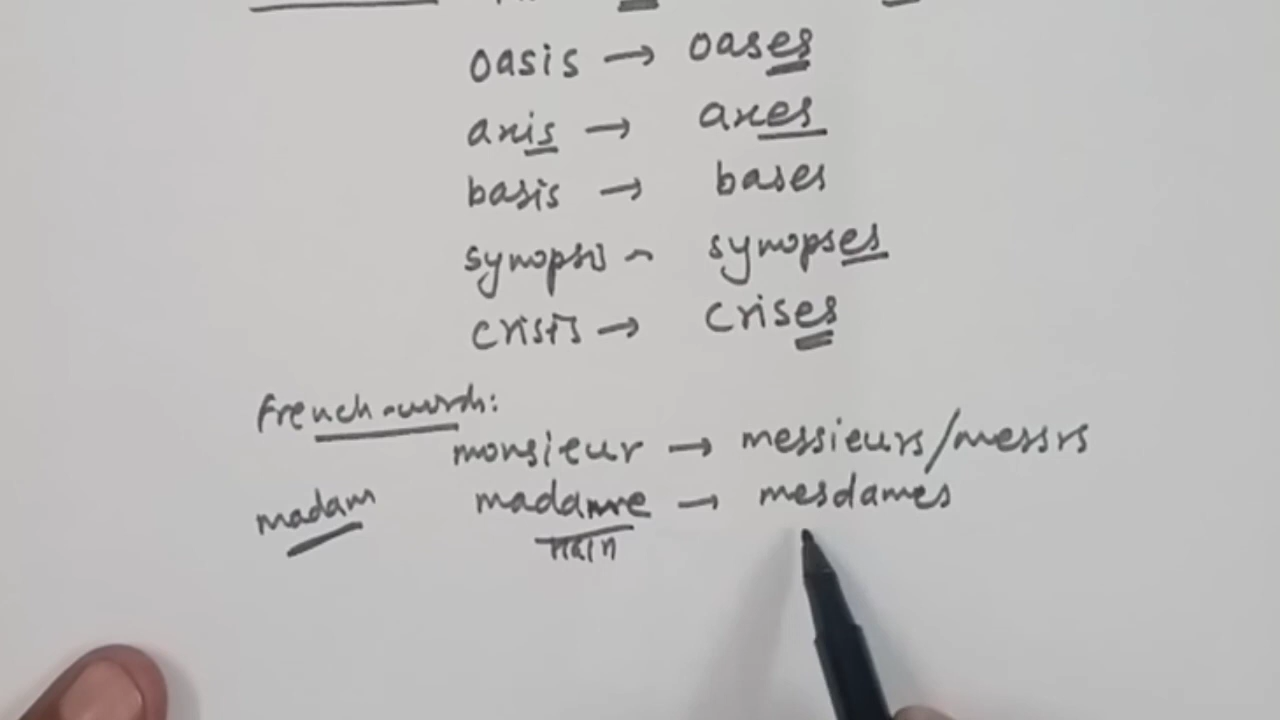 oasis → oases
axis → axes
basis → bases
synopsis - synopses
crisis → crises
French-words:
monsieur → messieurs/messrs
madam madame → mesdames